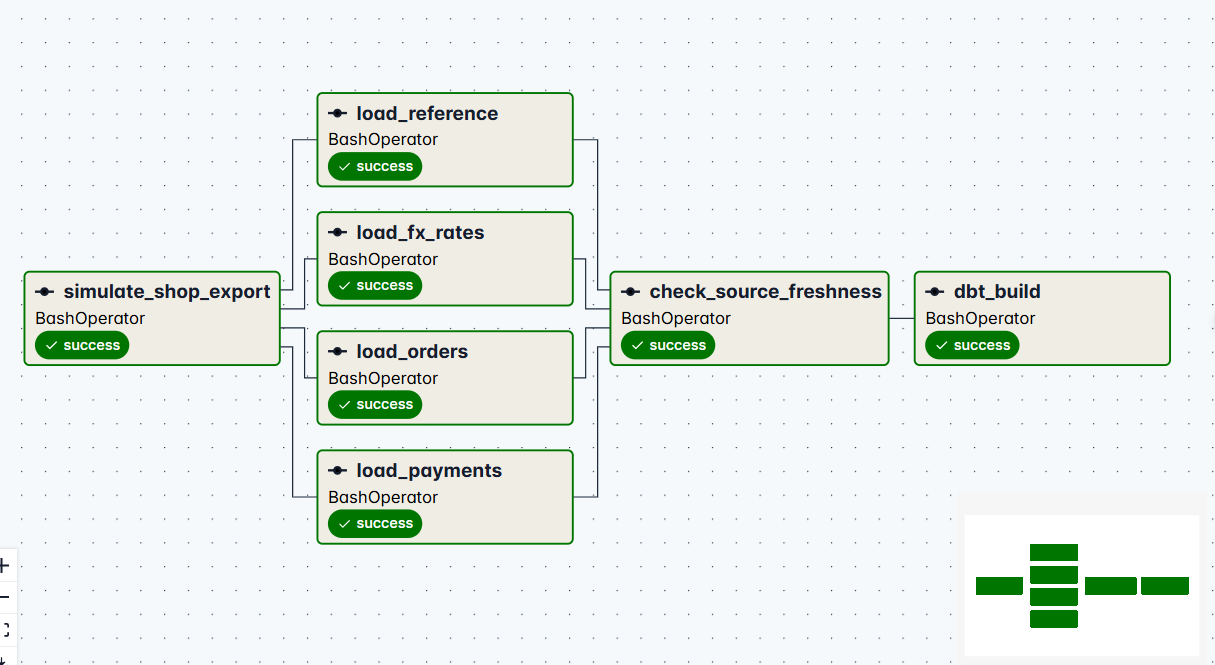 simulate_shop_export
BashOperator
success
load_reference
BashOperator
success
load_fx_rates
BashOperator
success
load_orders
BashOperator
success
load_payments
BashOperator
success
check_source_freshness
BashOperator
success
dbt_build
BashOperator
success